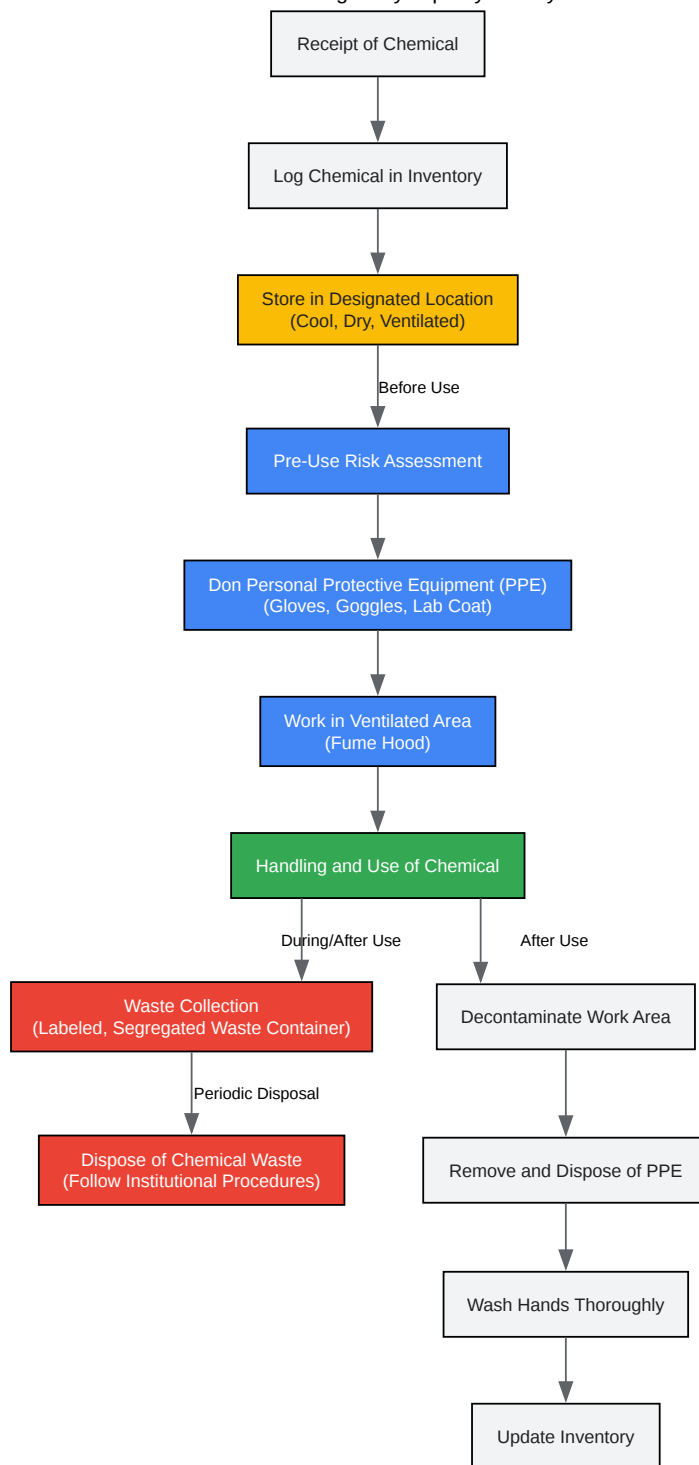 Receipt of Chemical
Log Chemical in Inventory
Store in Designated Location
(Cool, Dry, Ventilated)
Before Use
Pre-Use Risk Assessment
Don Personal Protective Equipment (PPE)
(Gloves, Goggles, Lab Coat)
Work in Ventilated Area
(Fume Hood)
Handling and Use of Chemical
During/After Use
After Use
Waste Collection
(Labeled, Segregated Waste Container)
Decontaminate Work Area
Periodic Disposal
Dispose of Chemical Waste
(Follow Institutional Procedures)
Remove and Dispose of PPE
Wash Hands Thoroughly
Update Inventory